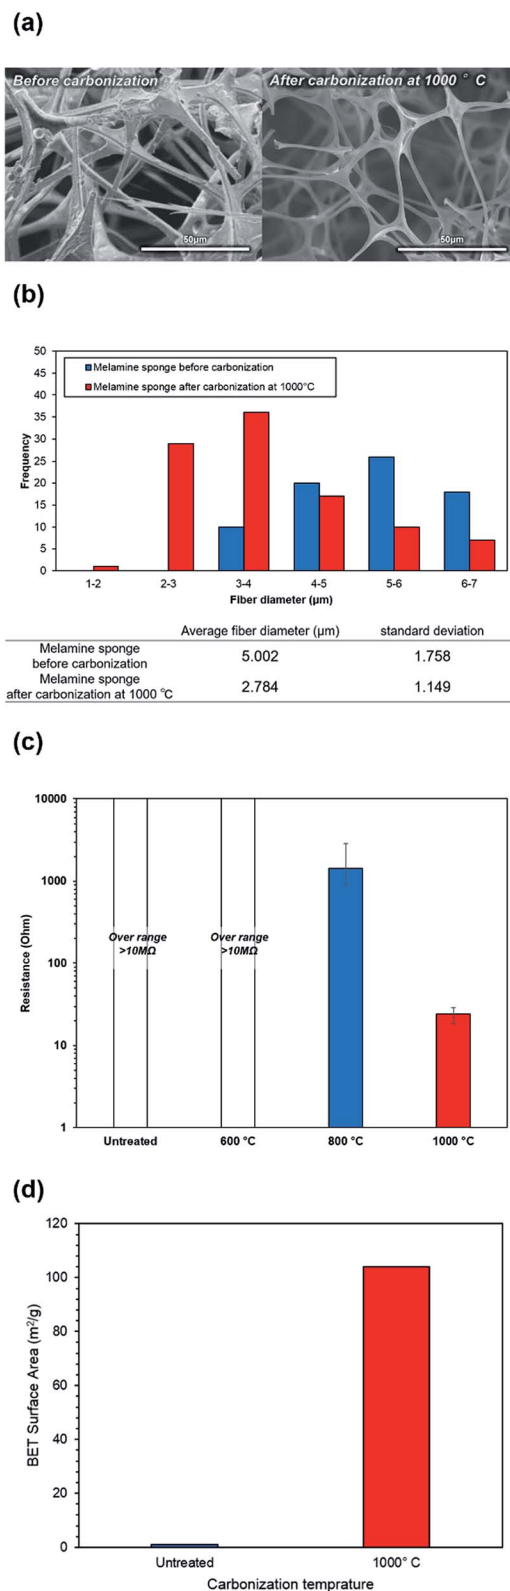 (a)
Before carbonization
After carbonization at 1000 ° C
50μm
50μm
(b)
50
45
40
35
30
25
20
15
10
5
0
Frequency
Melamine sponge before carbonization
Melamine sponge after carbonization at 1000°C
1-2
2-3
3-4
4-5
5-6
6-7
Fiber diameter (μm)
Average fiber diameter (μm)
standard deviation
Melamine sponge
before carbonization
5.002
1.758
Melamine sponge
after carbonization at 1000 ℃
2.784
1.149
(c)
10000
1000
100
10
1
Resistance (Ohm)
Over range
>10MΩ
Over range
>10MΩ
Untreated
600 °C
800 °C
1000 °C
(d)
120
100
80
60
40
20
0
BET Surface Area (m²/g)
Untreated
1000° C
Carbonization temprature